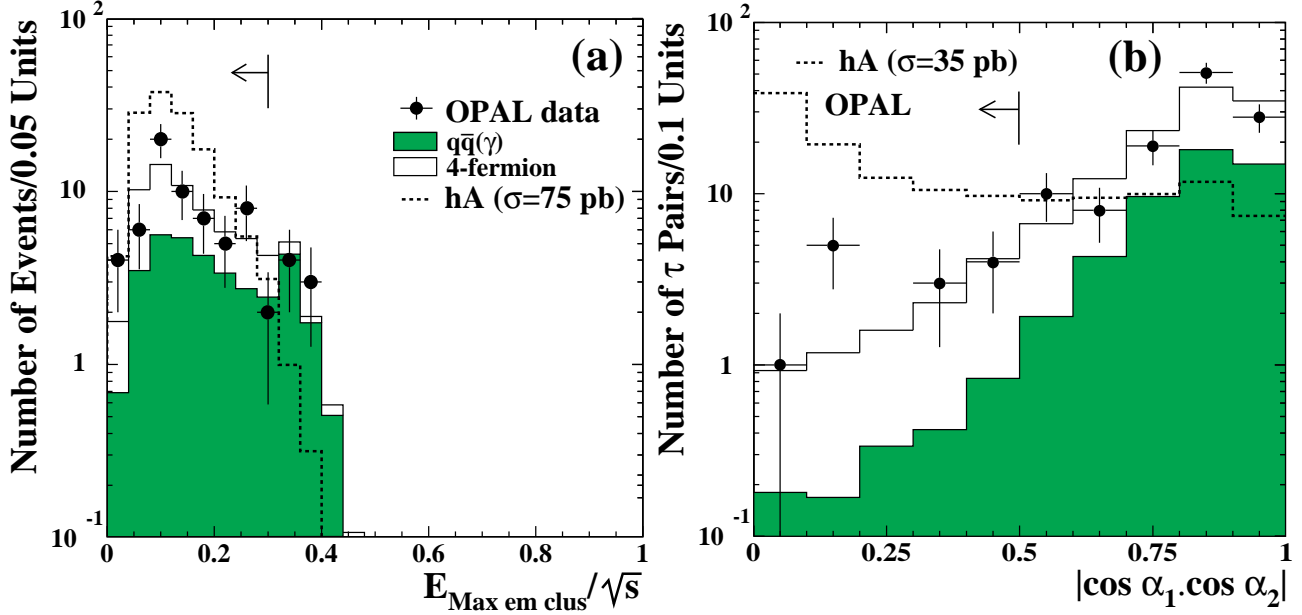 Number of Events/0.05 Units
10 2
10
1
10 -1
(a)
OPAL data
qq̄(γ)
4-fermion
hA (σ=75 pb)
0 0.2 0.4 0.6 0.8 1
E Max em clus/√s
Number of τ Pairs/0.1 Units
10 2
10
1
10 -1
(b)
hA (σ=35 pb)
OPAL
0 0.25 0.5 0.75 1
|cos α1.cos α2|